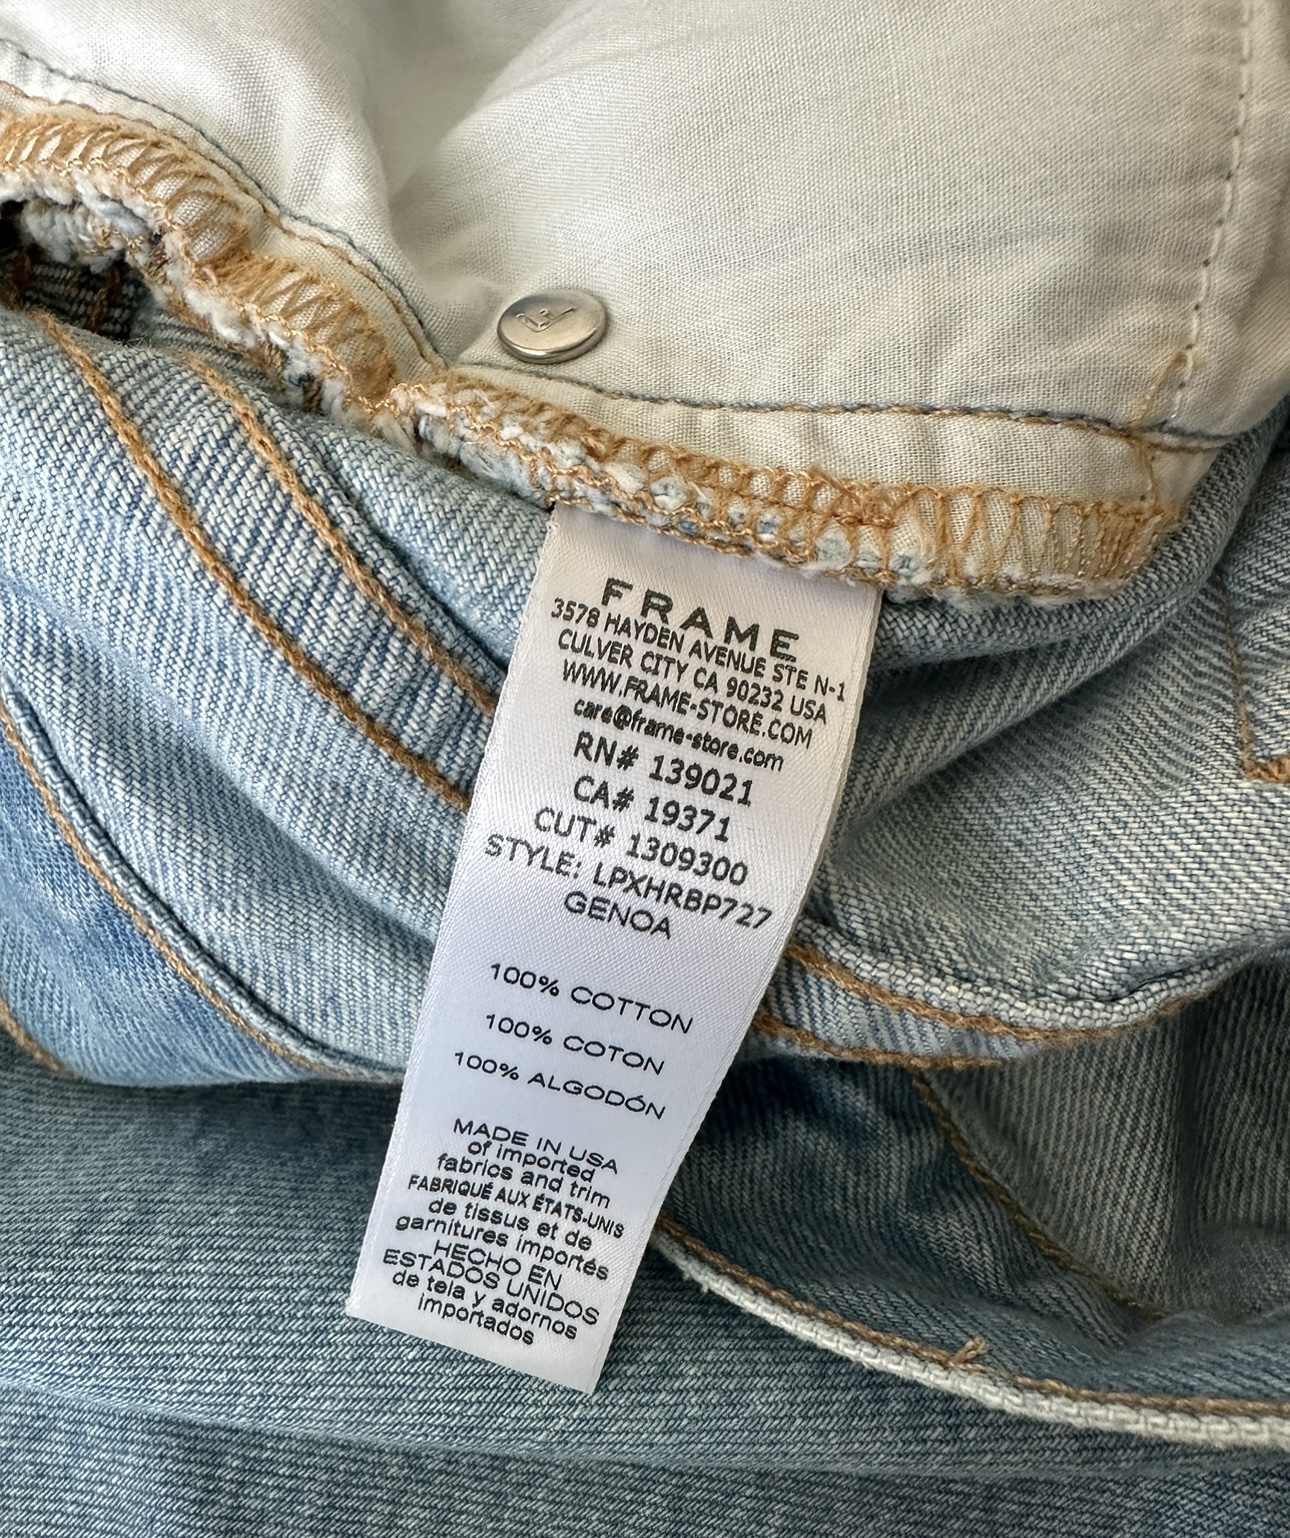 FRAME
3578 HAYDEN AVENUE STE N-1
CULVER CITY CA 90232 USA
WWW.FRAME-STORE.COM
care@frame-store.com
RN# 139021
CA# 19371
CUT# 1309300
STYLE: LPXHRBP727
GENOA
100% COTTON
100% COTON
100% ALGODÓN
MADE IN USA
of imported
fabrics and trim
FABRIQUÉ AUX ÉTATS-UNIS
de tissus et de
garnitures importés
HECHO EN
ESTADOS UNIDOS
de tela y adornos
importados